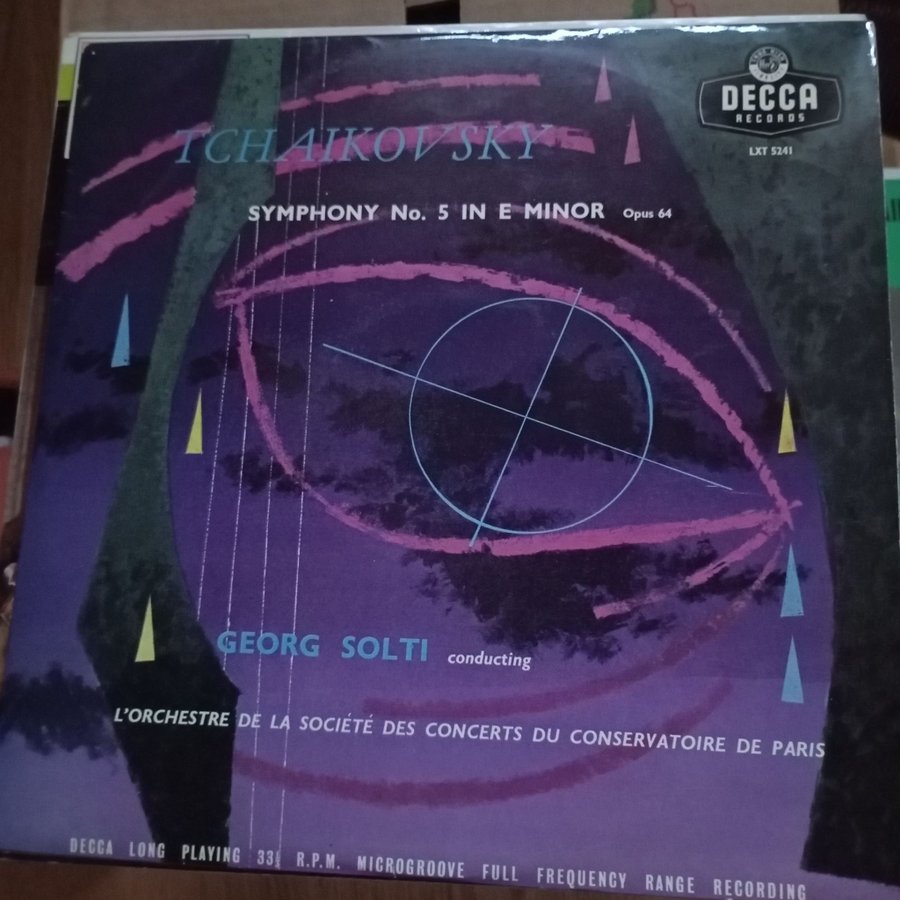 DECCA
RECORDS
LXT 5241
TCHAIKOVSKY
SYMPHONY No. 5 IN E MINOR Opus 64
GEORG SOLTI conducting
L'ORCHESTRE DE LA SOCIÉTÉ DES CONCERTS DU CONSERVATOIRE DE PARIS
DECCA LONG PLAYING 33⅓ R.P.M. MICROGROOVE FULL FREQUENCY RANGE RECORDING